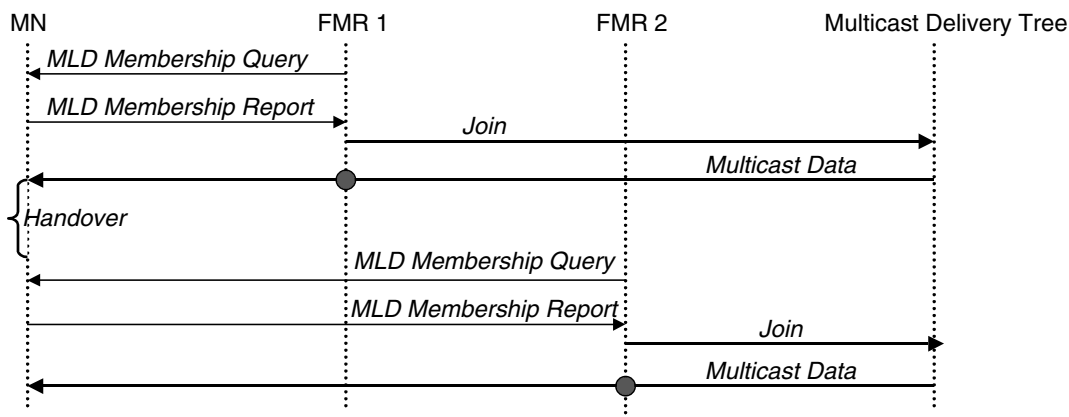 MN FMR 1 FMR 2 Multicast Delivery Tree
MLD Membership Query
MLD Membership Report
Join
Multicast Data
Handover
MLD Membership Query
MLD Membership Report
Join
Multicast Data